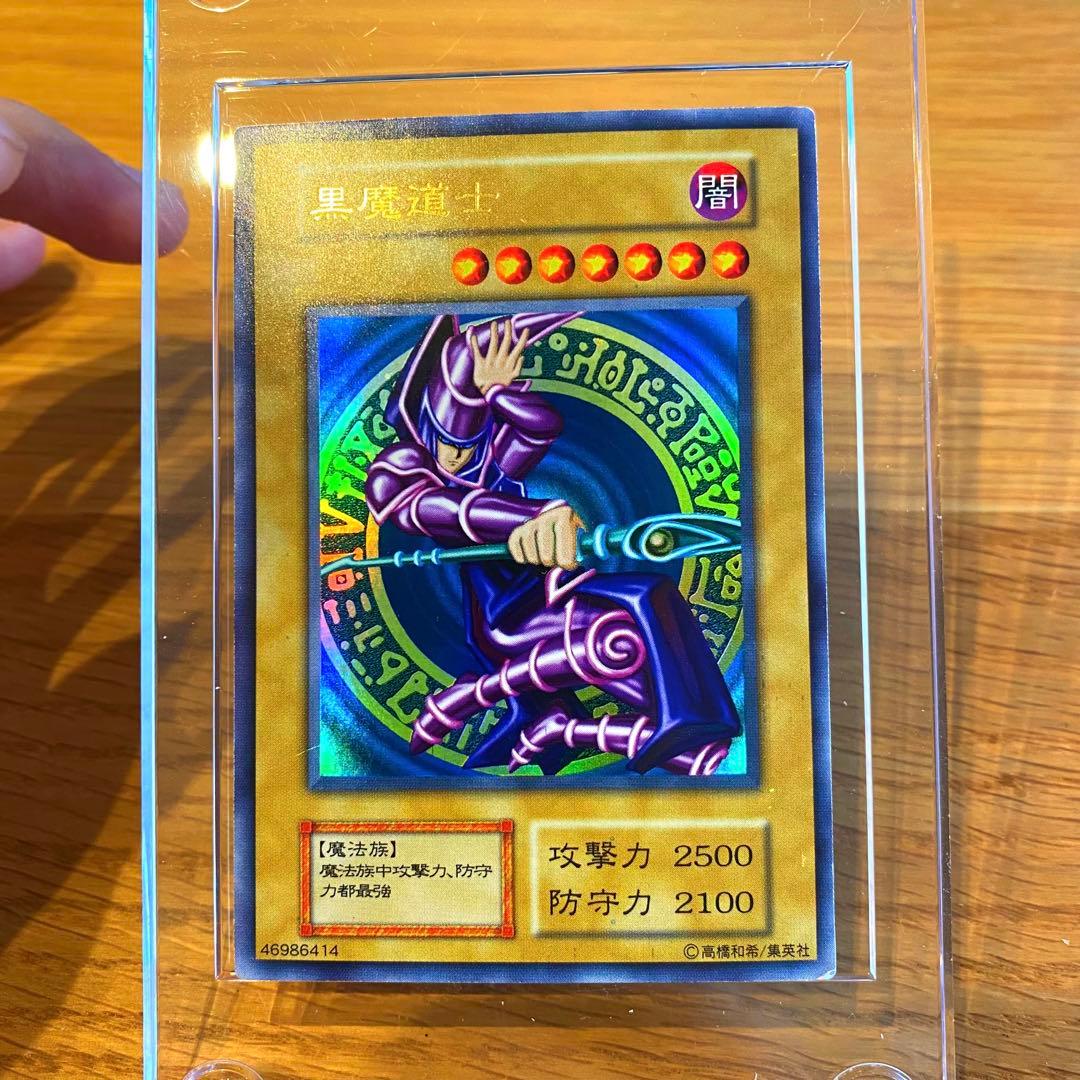 黒魔道士
闇
【魔法族】
魔法族中攻擊力、防守
力都最強
攻擊力 2500
防守力 2100
46986414
©高橋和希/集英社